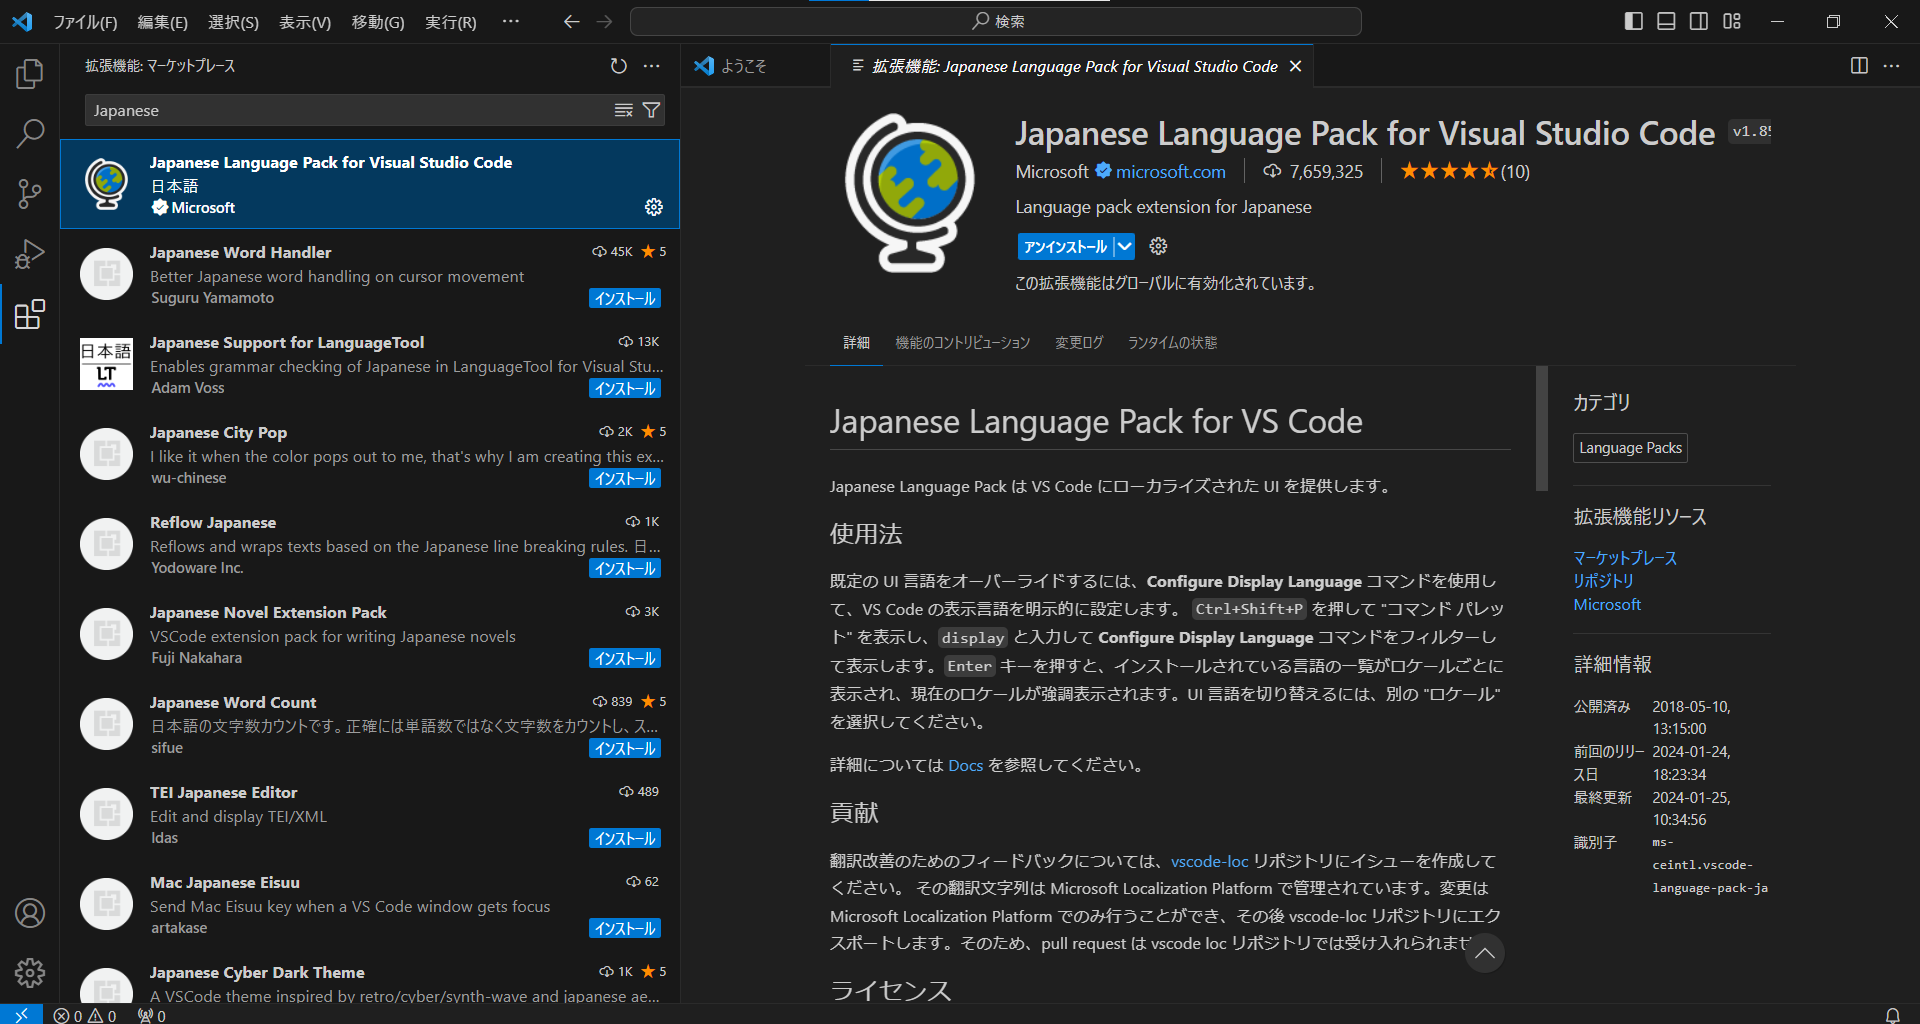 ファイル(F) 編集(E) 選択(S) 表示(V) 移動(G) 実行(R) ···
検索
拡張機能: マーケットプレース
Japanese
Japanese Language Pack for Visual Studio Code
日本語
Microsoft
Japanese Word Handler 45K ★ 5
Better Japanese word handling on cursor movement
Suguru Yamamoto インストール
日本語
LT
Japanese Support for LanguageTool 13K
Enables grammar checking of Japanese in LanguageTool for Visual Stu...
Adam Voss インストール
Japanese City Pop 2K ★ 5
I like it when the color pops out to me, that's why I am creating this ex...
wu-chinese インストール
Reflow Japanese 1K
Reflows and wraps texts based on the Japanese line breaking rules. 日...
Yodoware Inc. インストール
Japanese Novel Extension Pack 3K
VSCode extension pack for writing Japanese novels
Fuji Nakahara インストール
Japanese Word Count 839 ★ 5
日本語の文字数カウントです。正確には単語数ではなく文字数をカウントし、ス...
sifue インストール
TEI Japanese Editor 489
Edit and display TEI/XML
ldas インストール
Mac Japanese Eisuu 62
Send Mac Eisuu key when a VS Code window gets focus
artakase インストール
Japanese Cyber Dark Theme 1K ★ 5
A VSCode theme inspired by retro/cyber/synth-wave and japanese ae...
ようこそ
拡張機能: Japanese Language Pack for Visual Studio Code
Japanese Language Pack for Visual Studio Code v1.85
Microsoft microsoft.com 7,659,325 (10)
Language pack extension for Japanese
アンインストール
この拡張機能はグローバルに有効化されています。
詳細 機能のコントリビューション 変更ログ ランタイムの状態
Japanese Language Pack for VS Code
Japanese Language Pack は VS Code にローカライズされた UI を提供します。
使用法
既定の UI 言語をオーバーライドするには、Configure Display Language コマンドを使用し
て、VS Code の表示言語を明示的に設定します。 Ctrl+Shift+P を押して "コマンド パレッ
ト" を表示し、display と入力して Configure Display Language コマンドをフィルターし
て表示します。Enter キーを押すと、インストールされている言語の一覧がロケールごとに
表示され、現在のロケールが強調表示されます。UI 言語を切り替えるには、別の "ロケール"
を選択してください。
詳細については Docs を参照してください。
貢献
翻訳改善のためのフィードバックについては、vscode-loc リポジトリにイシューを作成して
ください。 その翻訳文字列は Microsoft Localization Platform で管理されています。変更は
Microsoft Localization Platform でのみ行うことができ、その後 vscode-loc リポジトリにエク
スポートします。そのため、pull request は vscode loc リポジトリでは受け入れられませ
ライセンス
カテゴリ
Language Packs
拡張機能リソース
マーケットプレース
リポジトリ
Microsoft
詳細情報
公開済み 2018-05-10,
13:15:00
前回のリリー 2024-01-24,
ス日 18:23:34
最終更新 2024-01-25,
10:34:56
識別子 ms-
ceintl.vscode-
language-pack-ja
0 0 0